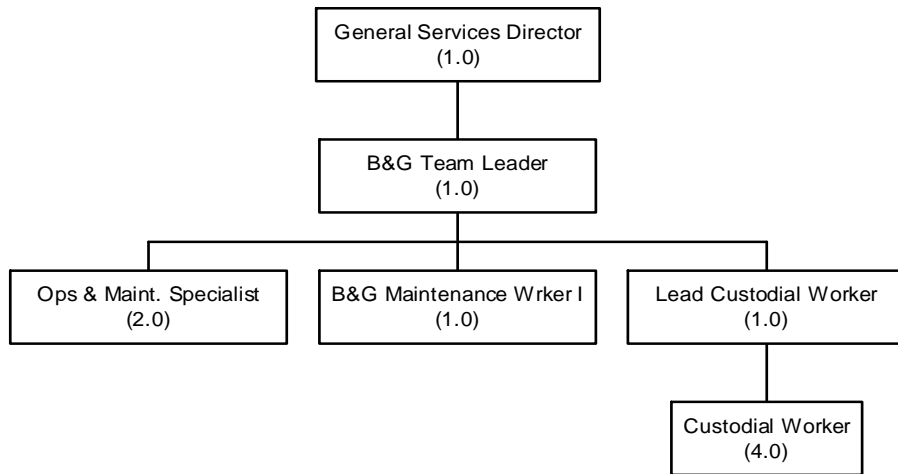 General Services Director
(1.0)
B&G Team Leader
(1.0)
Ops & Maint. Specialist
(2.0)
B&G Maintenance Wrker I
(1.0)
Lead Custodial Worker
(1.0)
Custodial Worker
(4.0)